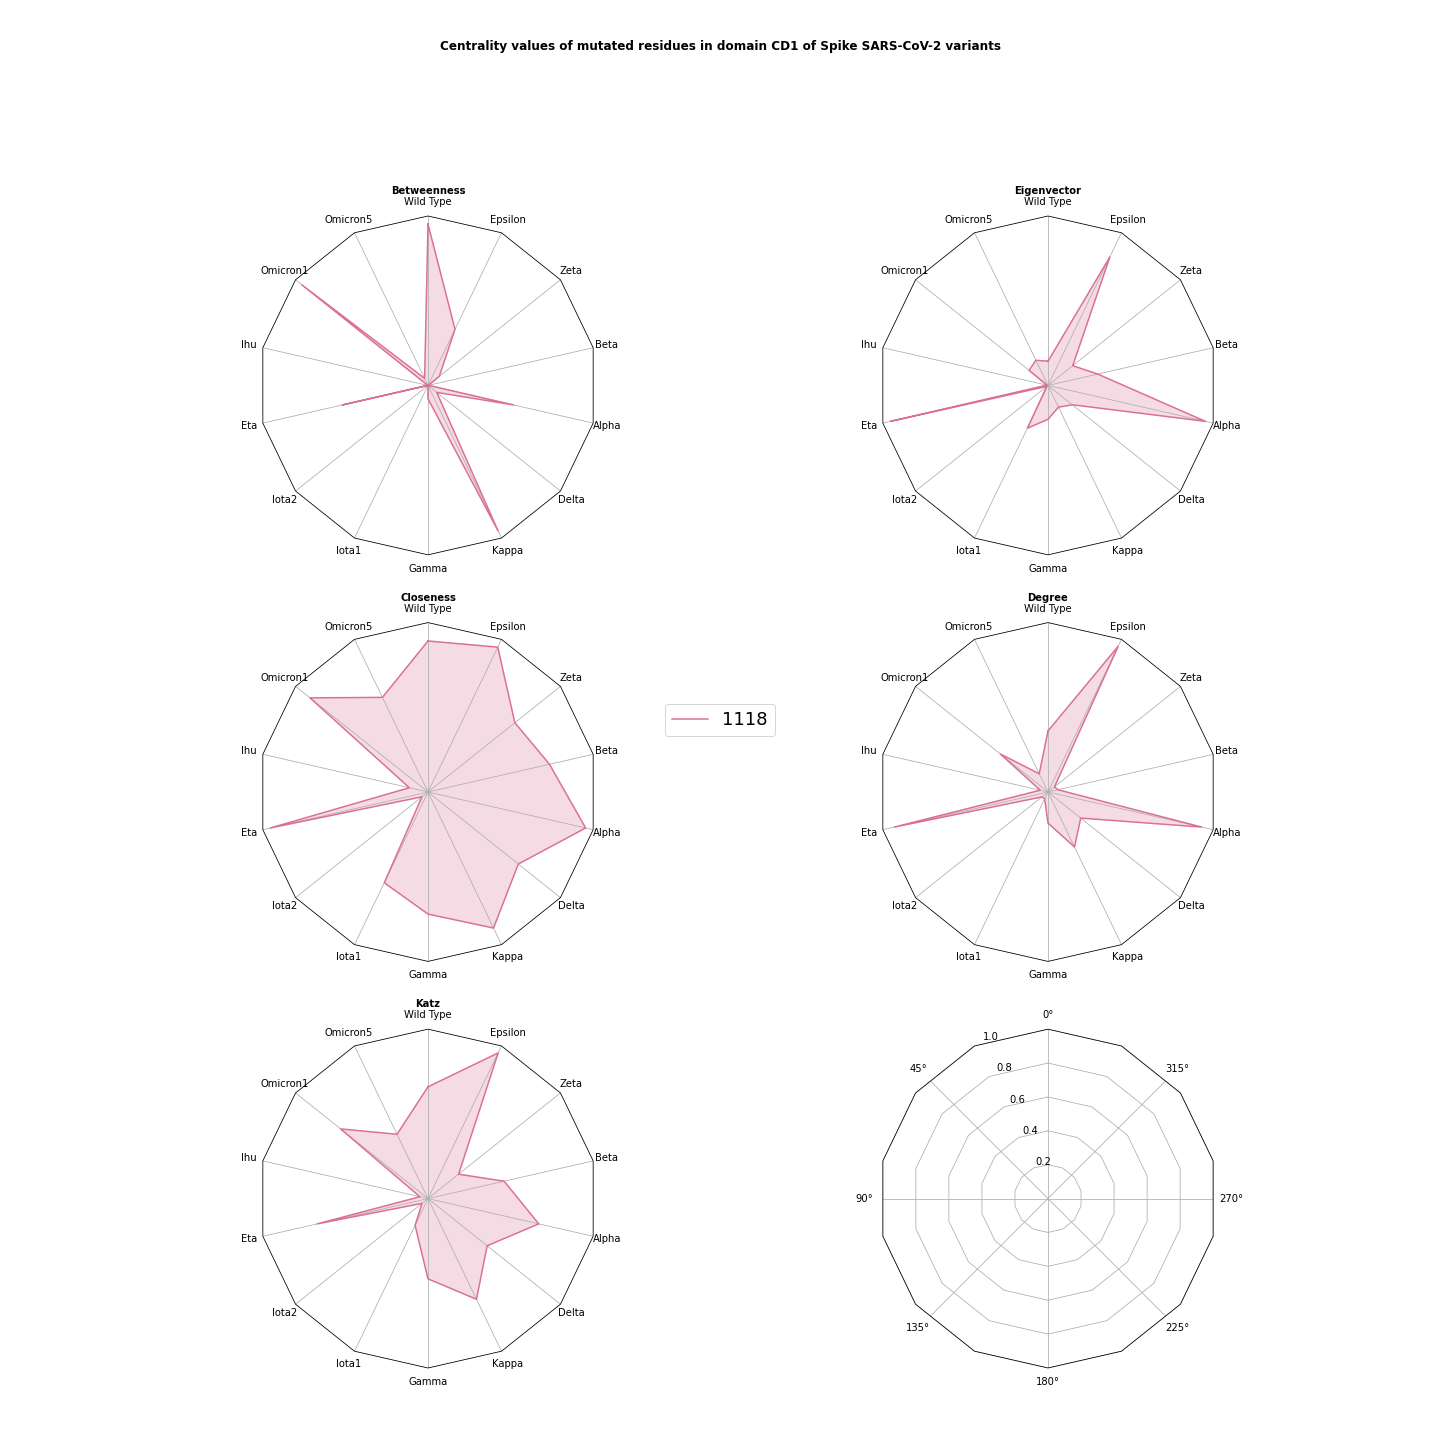 Centrality values of mutated residues in domain CD1 of Spike SARS-CoV-2 variants
Betweenness
Wild Type
Omicron5
Epsilon
Omicron1
Zeta
Ihu
Beta
Eta
Alpha
Iota2
Delta
Iota1
Kappa
Gamma
Eigenvector
Wild Type
Omicron5
Epsilon
Omicron1
Zeta
Ihu
Beta
Eta
Alpha
Iota2
Delta
Iota1
Kappa
Gamma
Closeness
Wild Type
Omicron5
Epsilon
Omicron1
Zeta
Ihu
Beta
Eta
Alpha
Iota2
Delta
Iota1
Kappa
Gamma
1118
Degree
Wild Type
Omicron5
Epsilon
Omicron1
Zeta
Ihu
Beta
Eta
Alpha
Iota2
Delta
Iota1
Kappa
Gamma
Katz
Wild Type
Omicron5
Epsilon
Omicron1
Zeta
Ihu
Beta
Eta
Alpha
Iota2
Delta
Iota1
Kappa
Gamma
0°
1.0
45°
0.8
315°
0.6
0.4
0.2
90°
270°
135°
225°
180°